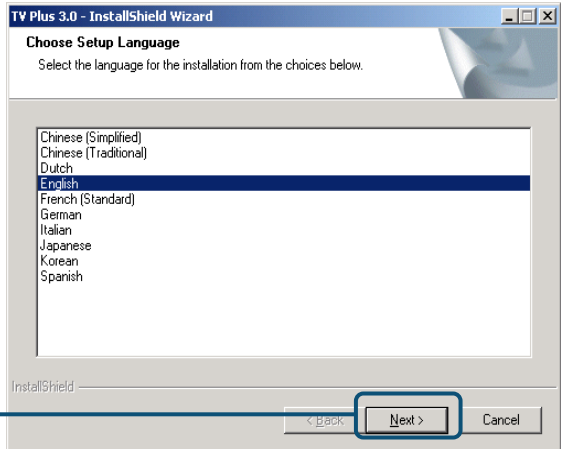 TV Plus 3.0 - InstallShield Wizard
Choose Setup Language
Select the language for the installation from the choices below.
Chinese (Simplified)
Chinese (Traditional)
Dutch
English
French (Standard)
German
Italian
Japanese
Korean
Spanish
InstallShield
< Back Next > Cancel